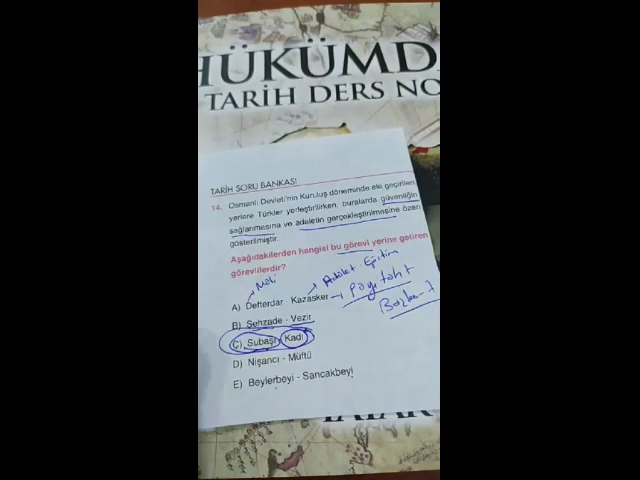 HÜKÜMD
TARİH DERS NO
TARİH SORU BANKASI
14. Osmanlı Devleti'nin Kuruluş döneminde ele geçirilen
yerlere Türkler yerleştirilirken, buralarda güvenliğin
sağlanmasına ve adaletin gerçekleştirilmesine özen
gösterilmiştir.
Aşağıdakilerden hangisi bu görevi yerine getiren
görevlilerdir?
Mali
Adalet Eğitim
A) Defterdar - Kazasker → Payitaht
B) Şehzade - Vezir
C) Subaşı - Kadı
D) Nişancı - Müftü
E) Beylerbeyi - Sancakbeyi